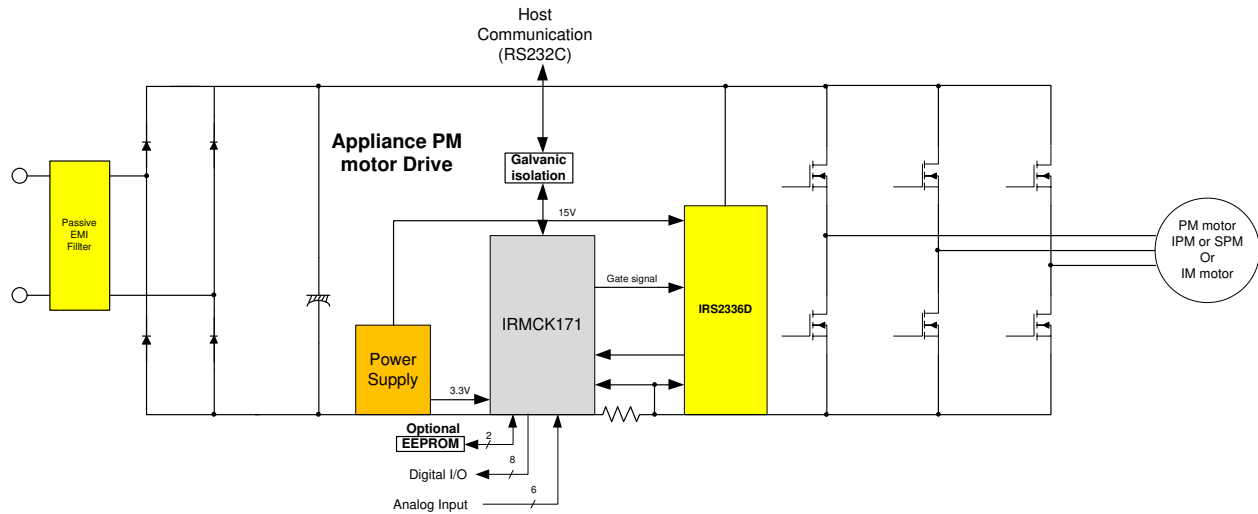 Host
Communication
(RS232C)
Appliance PM
motor Drive
Galvanic
isolation
15V
Passive
EMI
Fillter
PM motor
IPM or SPM
Or
IM motor
Gate signal
IRS2336D
IRMCK171
Power
Supply
3.3V
Optional
EEPROM
2
Digital I/O
8
Analog Input
6